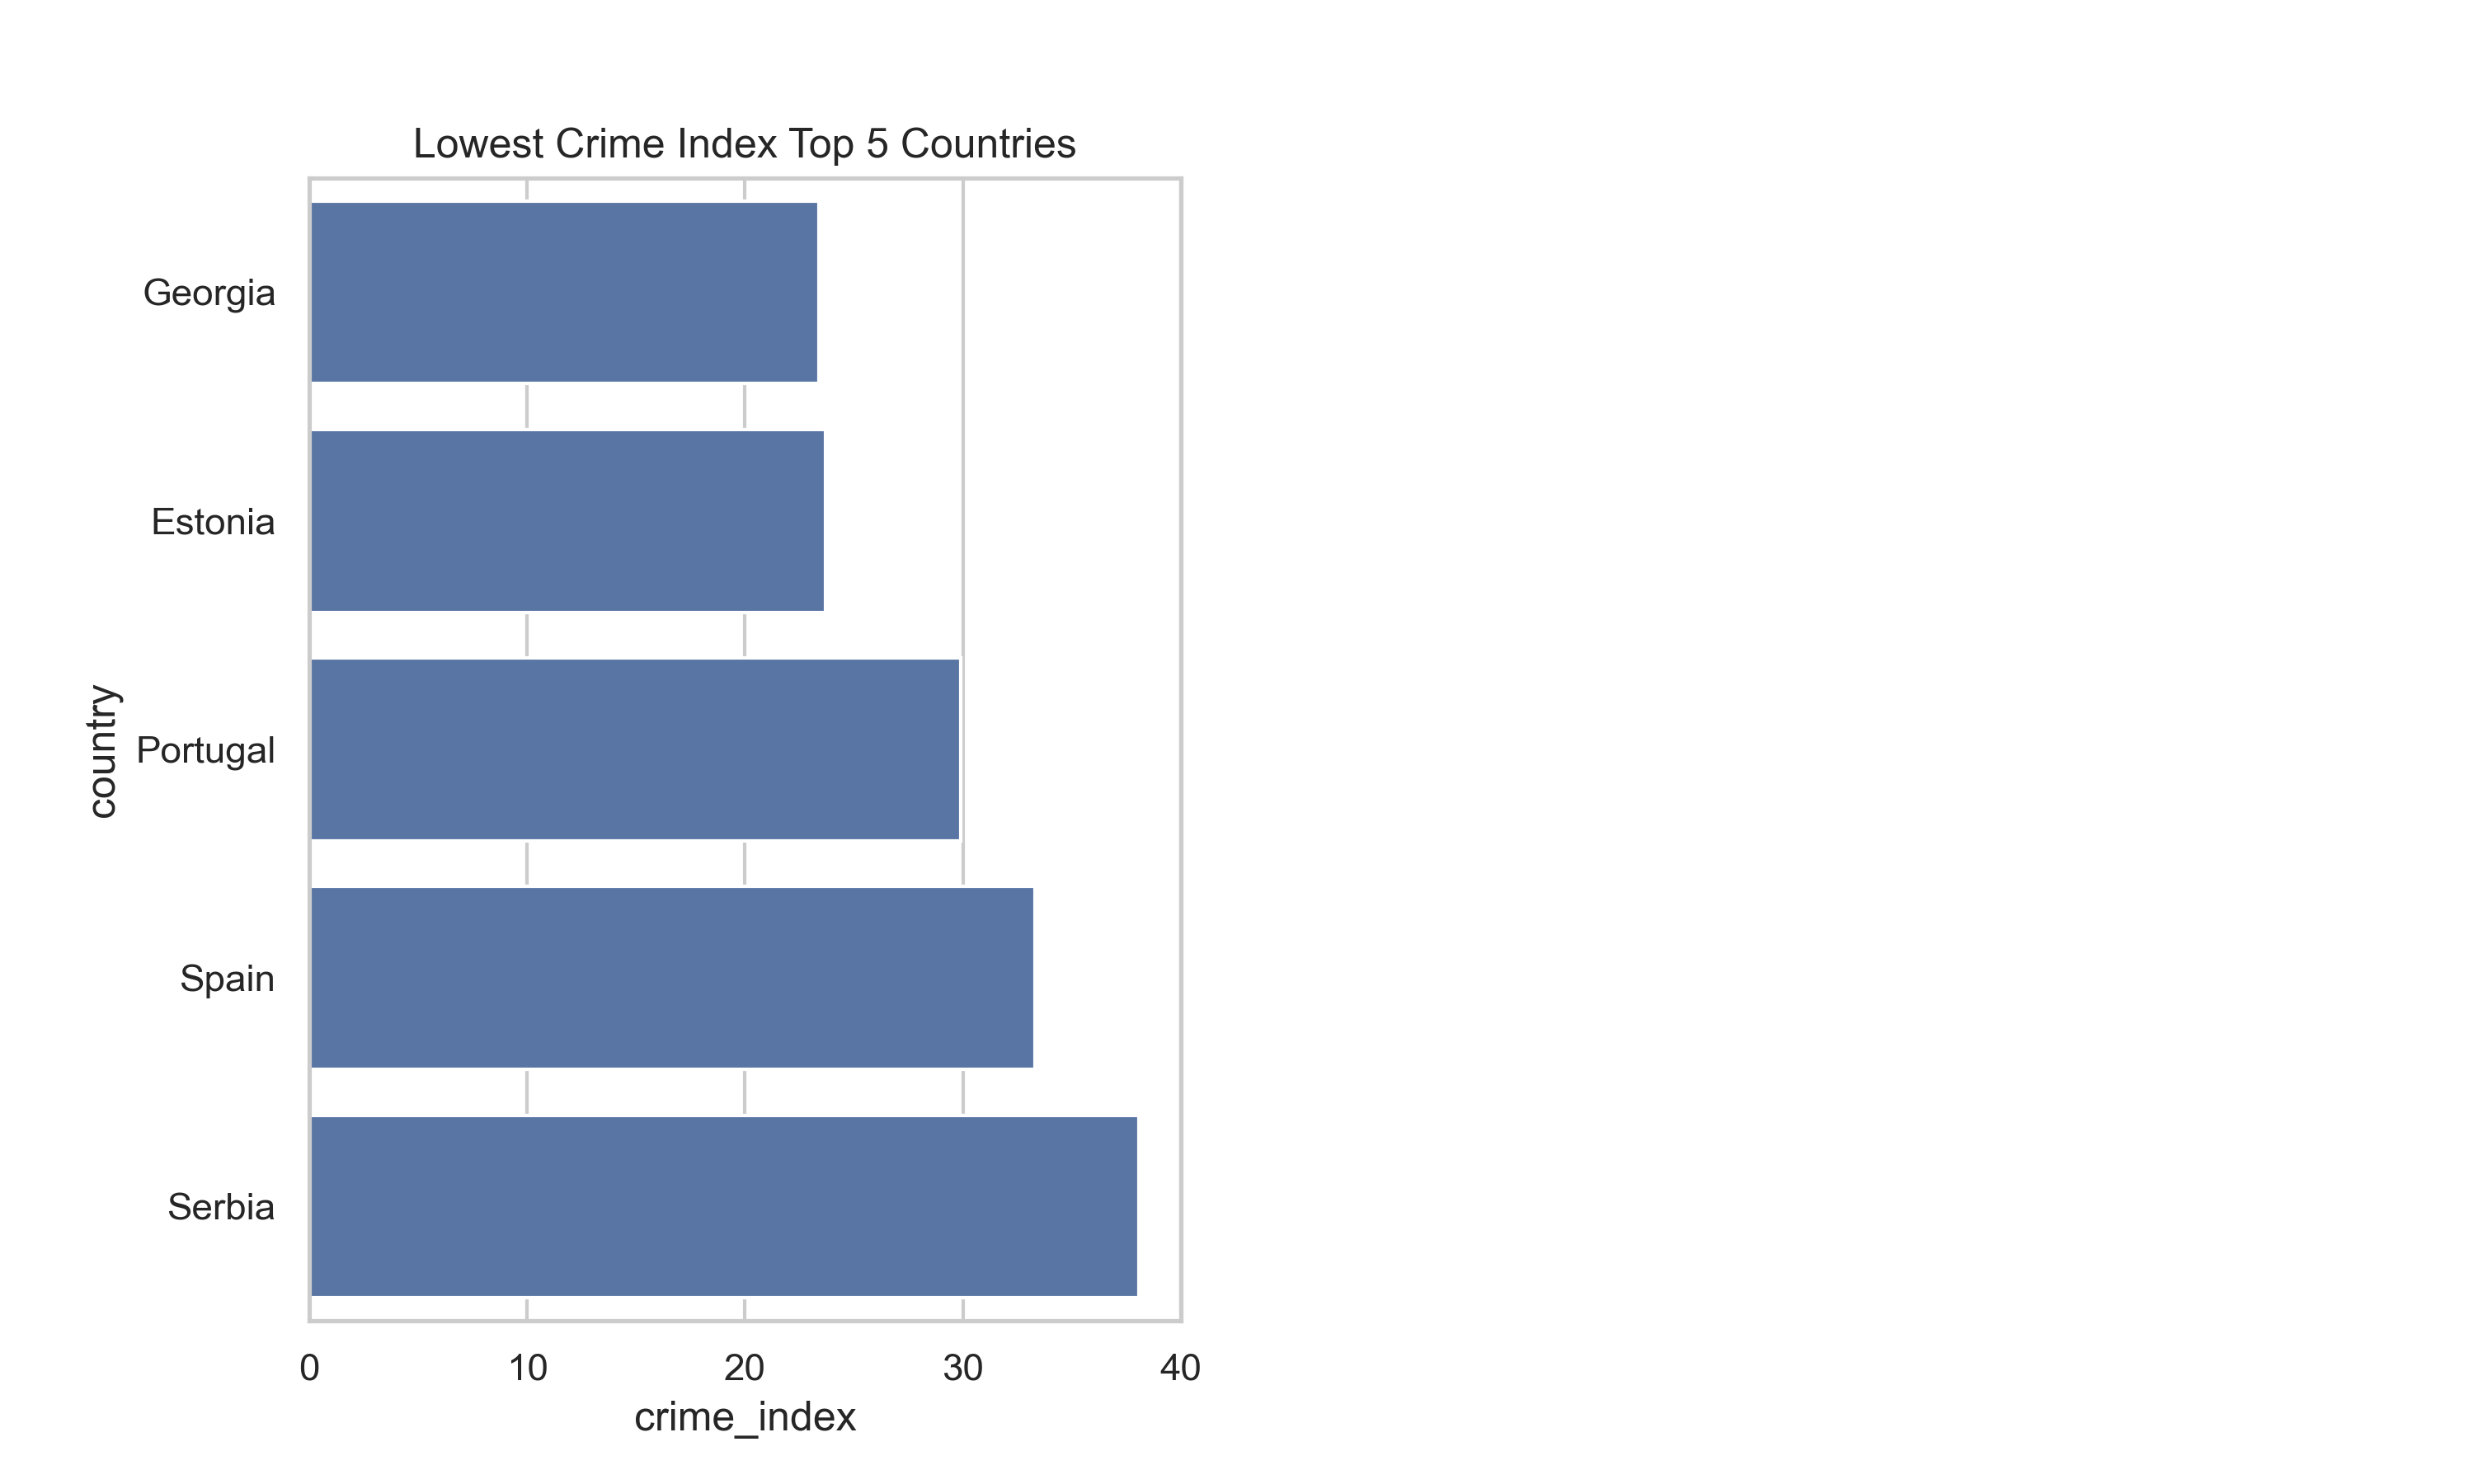 Lowest Crime Index Top 5 Countries
country
Georgia
Estonia
Portugal
Spain
Serbia
0 10 20 30 40
crime_index